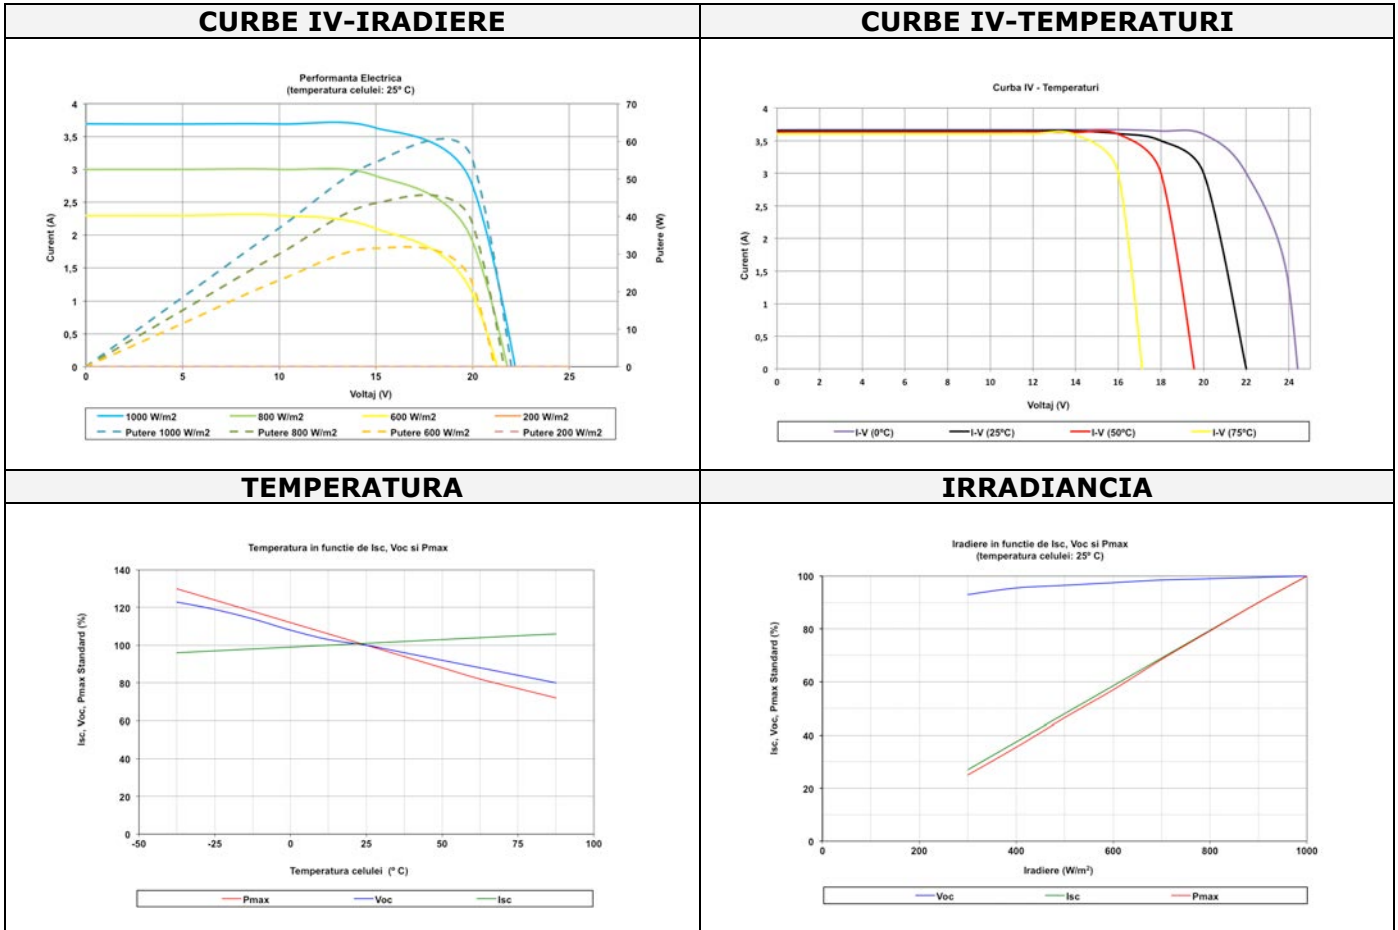 CURBE IV-IRADIERE
Performanta Electrica
(temperatura celulei: 25º C)
4
3,5
3
2,5
2
1,5
1
0,5
0
Curent (A)
70
60
50
40
30
20
10
0
Putere (W)
0 5 10 15 20 25
Voltaj (V)
1000 W/m2 800 W/m2 600 W/m2 200 W/m2
Putere 1000 W/m2 Putere 800 W/m2 Putere 600 W/m2 Putere 200 W/m2
CURBE IV-TEMPERATURI
Curba IV - Temperaturi
4
3,5
3
2,5
2
1,5
1
0,5
0
Curent (A)
0 2 4 6 8 10 12 14 16 18 20 22 24
Voltaj (V)
I-V (0ºC) I-V (25ºC) I-V (50ºC) I-V (75ºC)
TEMPERATURA
Temperatura in functie de Isc, Voc si Pmax
140
120
100
80
60
40
20
0
Isc, Voc, Pmax Standard (%)
-50 -25 0 25 50 75 100
Temperatura celulei (º C)
Pmax Voc Isc
IRRADIANCIA
Iradiere in functie de Isc, Voc si Pmax
(temperatura celulei: 25º C)
100
80
60
40
20
0
Isc, Voc, Pmax Standard (%)
0 200 400 600 800 1000
Iradiere (W/m²)
Voc Isc Pmax